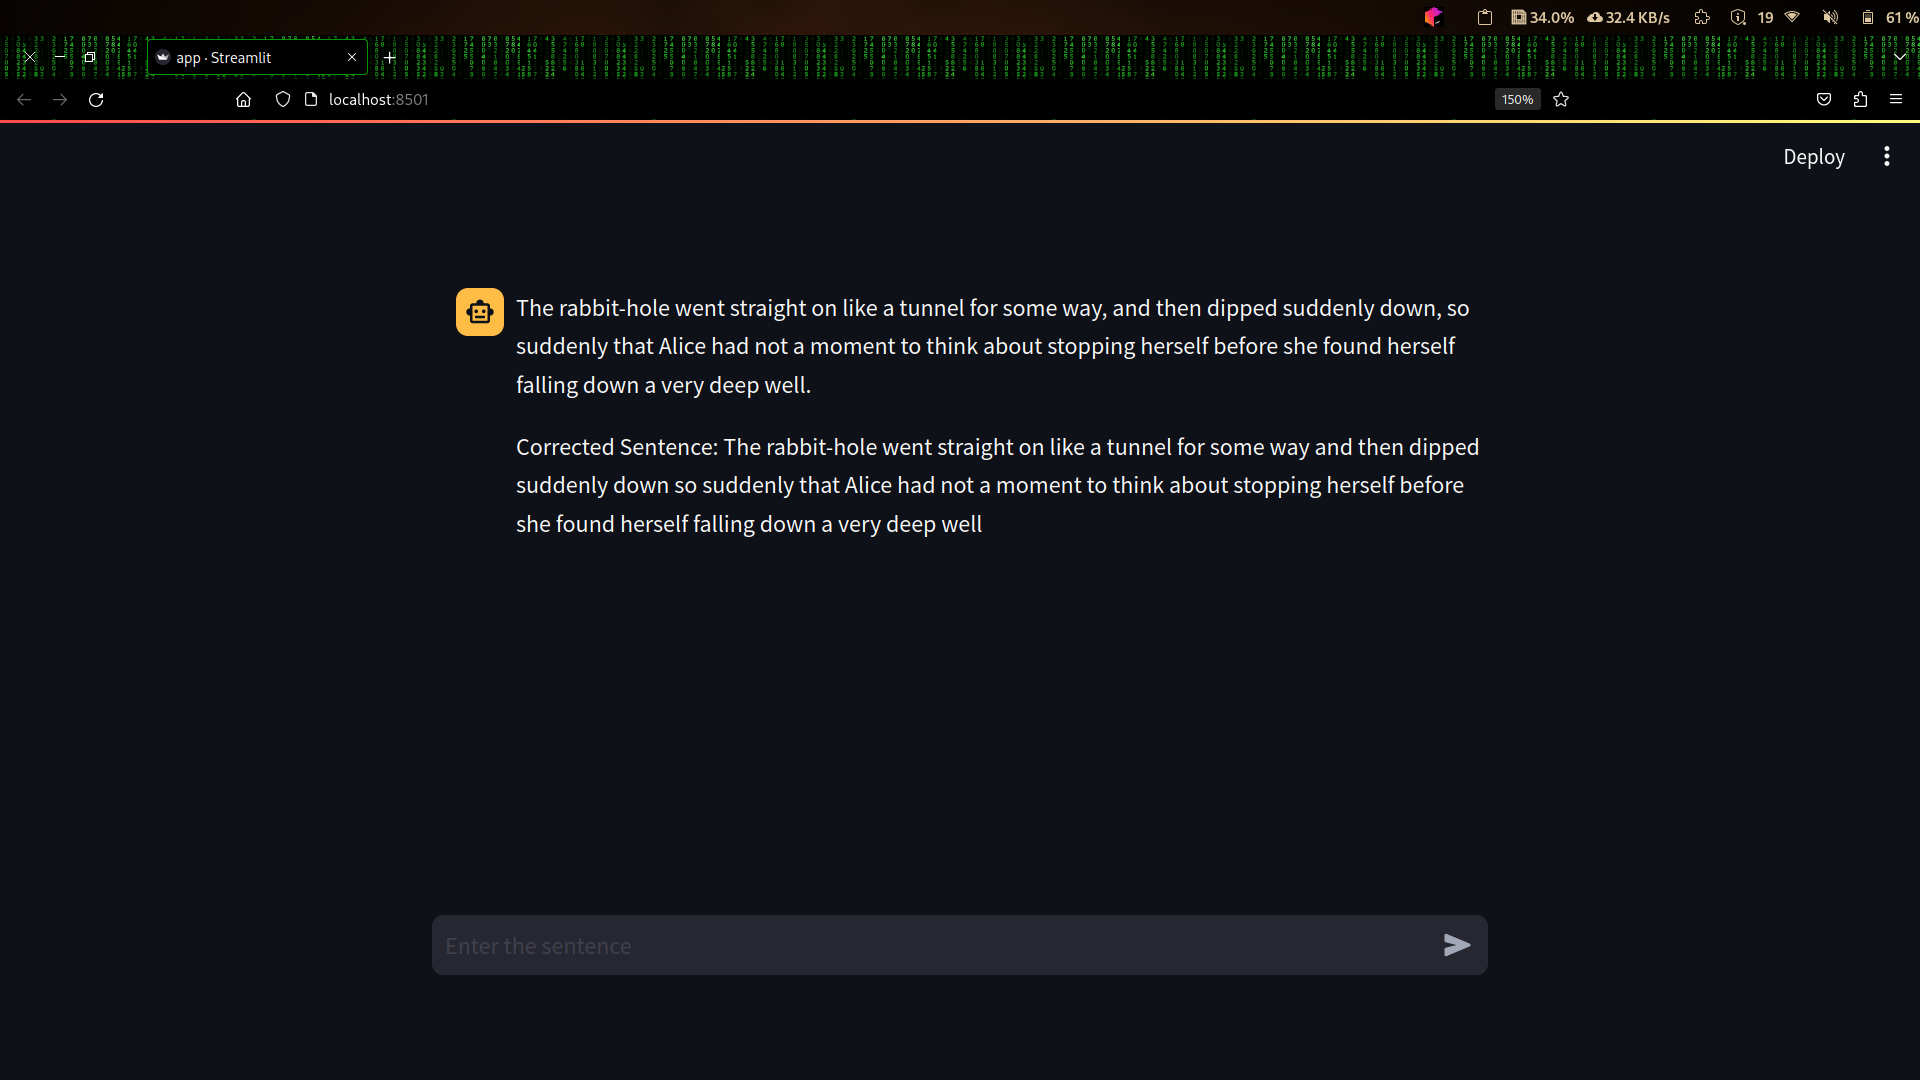 34.0% 32.4 KB/s 19 61 %
app · Streamlit
localhost:8501 150%
Deploy
The rabbit-hole went straight on like a tunnel for some way, and then dipped suddenly down, so
suddenly that Alice had not a moment to think about stopping herself before she found herself
falling down a very deep well.
Corrected Sentence: The rabbit-hole went straight on like a tunnel for some way and then dipped
suddenly down so suddenly that Alice had not a moment to think about stopping herself before
she found herself falling down a very deep well
Enter the sentence